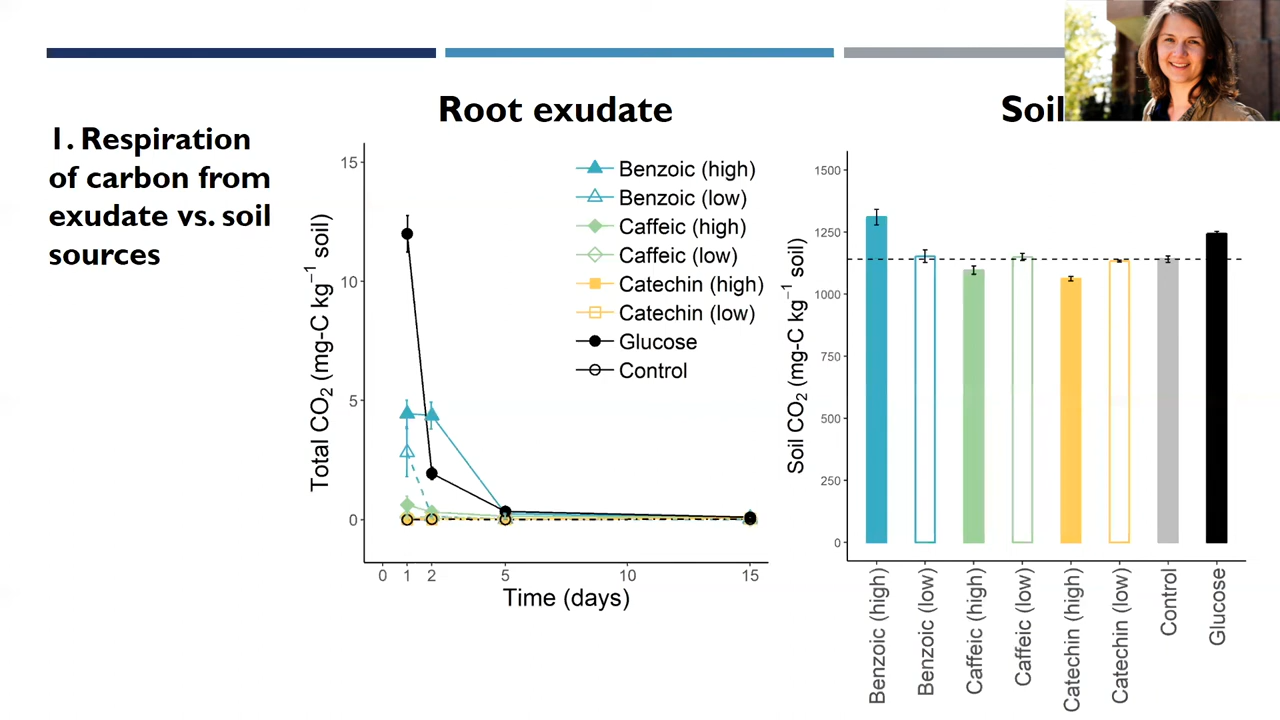 1. Respiration
of carbon from
exudate vs. soil
sources
Root exudate
Total CO₂ (mg-C kg⁻¹ soil)
15
10
5
0
Benzoic (high)
Benzoic (low)
Caffeic (high)
Caffeic (low)
Catechin (high)
Catechin (low)
Glucose
Control
0 1 2 5 10 15
Time (days)
Soil
Soil CO₂ (mg-C kg⁻¹ soil)
1500
1250
1000
750
500
250
0
Benzoic (high)
Benzoic (low)
Caffeic (high)
Caffeic (low)
Catechin (high)
Catechin (low)
Control
Glucose